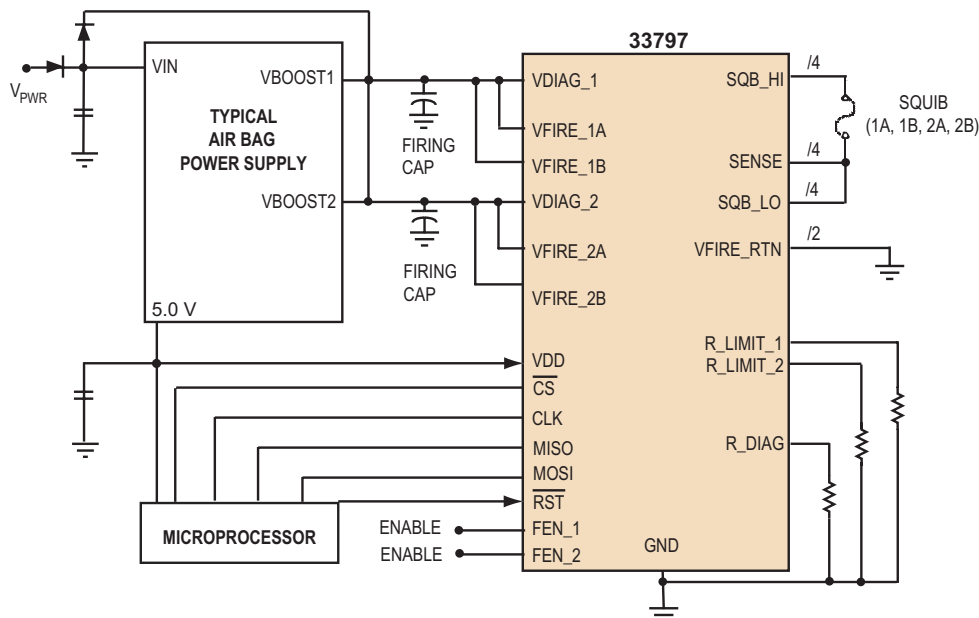 33797
V_PWR
VIN
VBOOST1
TYPICAL
AIR BAG
POWER SUPPLY
VBOOST2
5.0 V
FIRING
CAP
FIRING
CAP
VDIAG_1
VFIRE_1A
VFIRE_1B
VDIAG_2
VFIRE_2A
VFIRE_2B
VDD
CS
CLK
MISO
MOSI
RST
FEN_1
FEN_2
ENABLE
ENABLE
MICROPROCESSOR
GND
SQB_HI
SENSE
SQB_LO
VFIRE_RTN
R_LIMIT_1
R_LIMIT_2
R_DIAG
/4
/4
/4
/2
SQUIB
(1A, 1B, 2A, 2B)